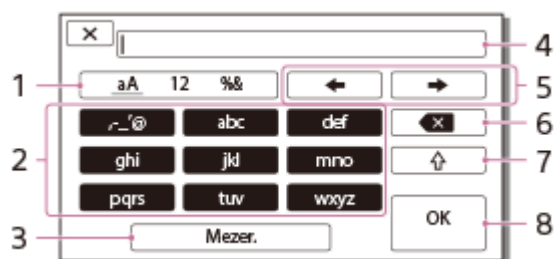 4
1 aA 12 %& 5
,-_'@ abc def 6
2 ghi jkl mno 7
pqrs tuv wxyz
OK 8
3 Mezer.